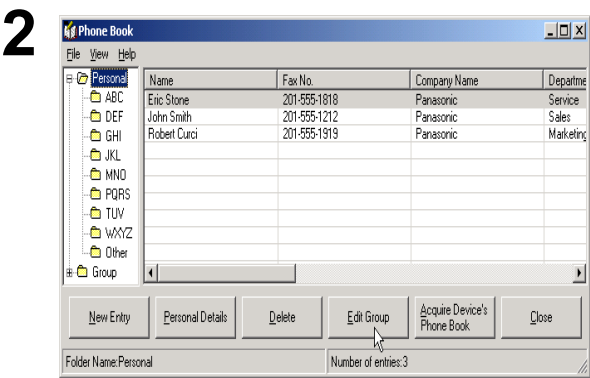 2
Phone Book
File View Help
Personal
ABC
DEF
GHI
JKL
MNO
PQRS
TUV
WXYZ
Other
Group
Name Fax No. Company Name Departme
Eric Stone 201-555-1818 Panasonic Service
John Smith 201-555-1212 Panasonic Sales
Robert Curci 201-555-1919 Panasonic Marketing
New Entry Personal Details Delete Edit Group Acquire Device's Phone Book Close
Folder Name:Personal Number of entries:3